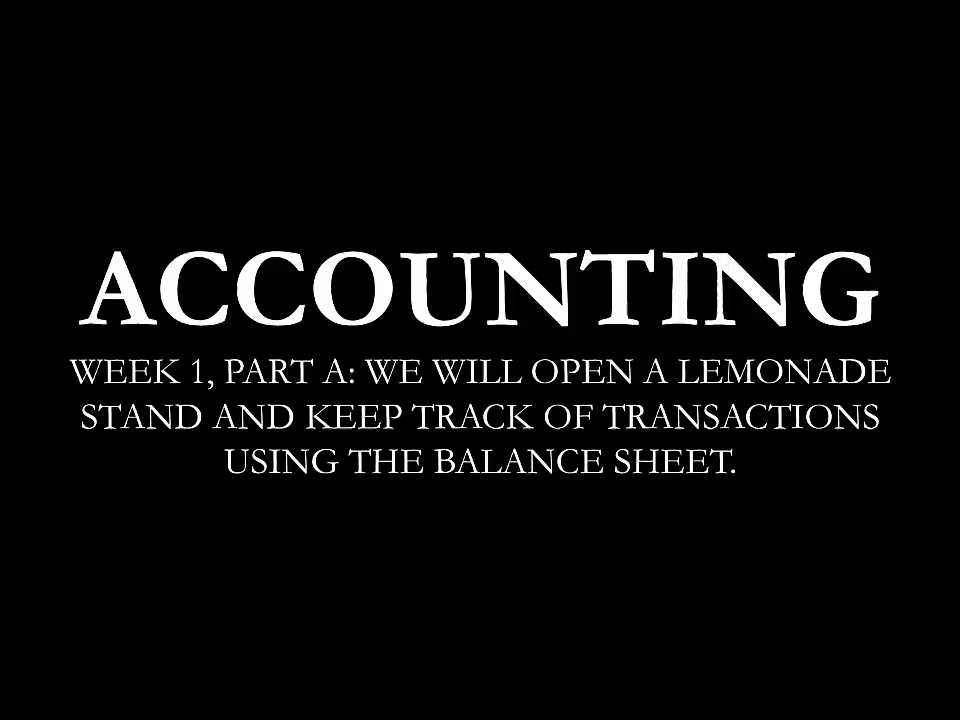 ACCOUNTING
WEEK 1, PART A: WE WILL OPEN A LEMONADE
STAND AND KEEP TRACK OF TRANSACTIONS
USING THE BALANCE SHEET.